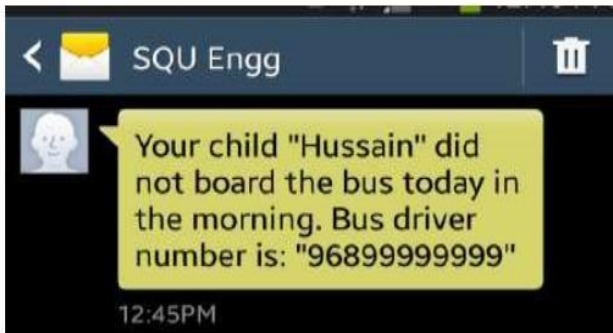 SQU Engg
Your child "Hussain" did
not board the bus today in
the morning. Bus driver
number is: "96899999999"
12:45PM